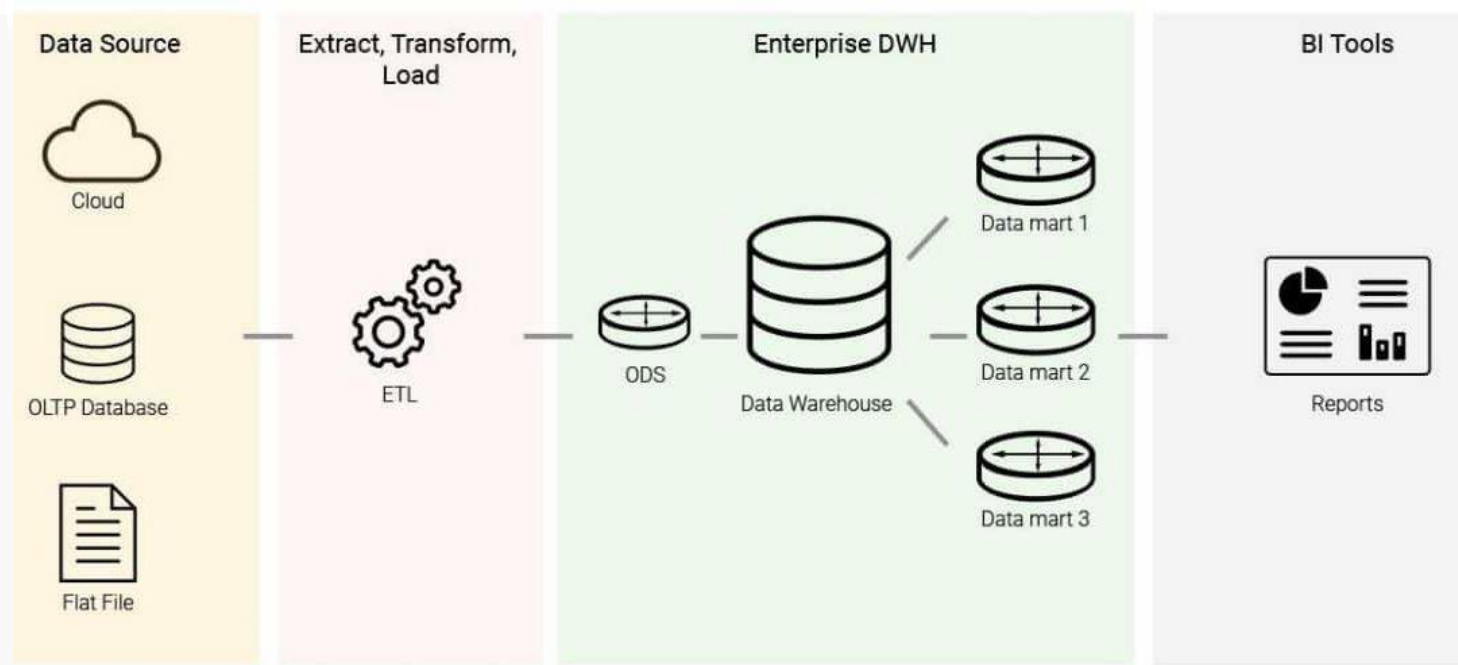 Data Source
Cloud
OLTP Database
Flat File
Extract, Transform,
Load
ETL
Enterprise DWH
ODS
Data Warehouse
Data mart 1
Data mart 2
Data mart 3
BI Tools
Reports